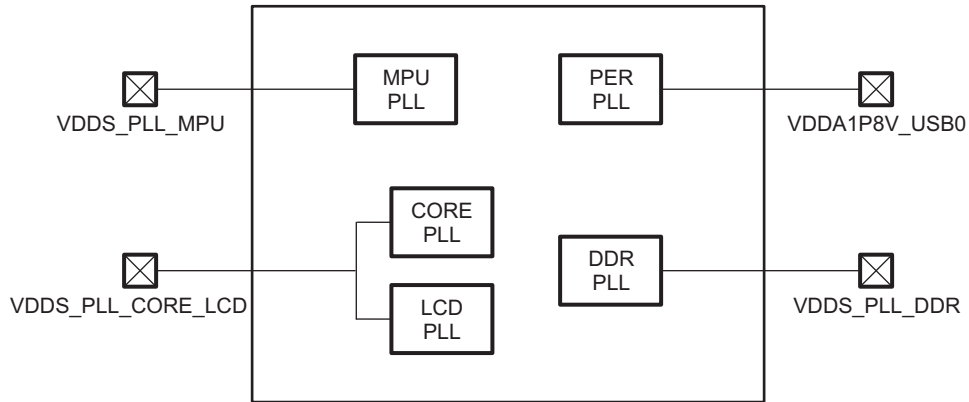 MPU
PLL
PER
PLL
VDDS_PLL_MPU
VDDA1P8V_USB0
CORE
PLL
DDR
PLL
LCD
PLL
VDDS_PLL_CORE_LCD
VDDS_PLL_DDR